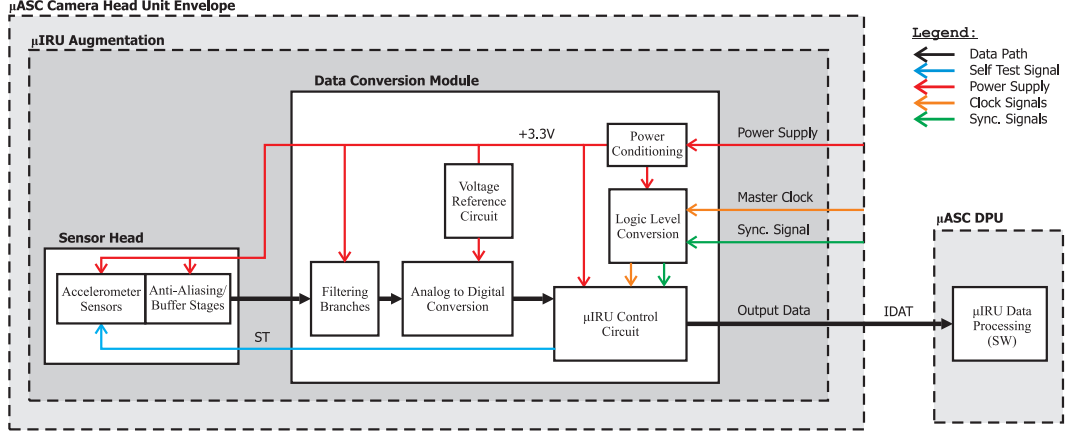 μASC Camera Head Unit Envelope
μIRU Augmentation
Data Conversion Module
Legend:
Data Path
Self Test Signal
Power Supply
Clock Signals
Sync. Signals
+3.3V
Power
Conditioning
Power Supply
Voltage
Reference
Circuit
Logic Level
Conversion
Master Clock
Sync. Signal
μASC DPU
Sensor Head
Accelerometer
Sensors
Anti-Aliasing/
Buffer Stages
Filtering
Branches
Analog to Digital
Conversion
μIRU Control
Circuit
Output Data
IDAT
μIRU Data
Processing
(SW)
ST